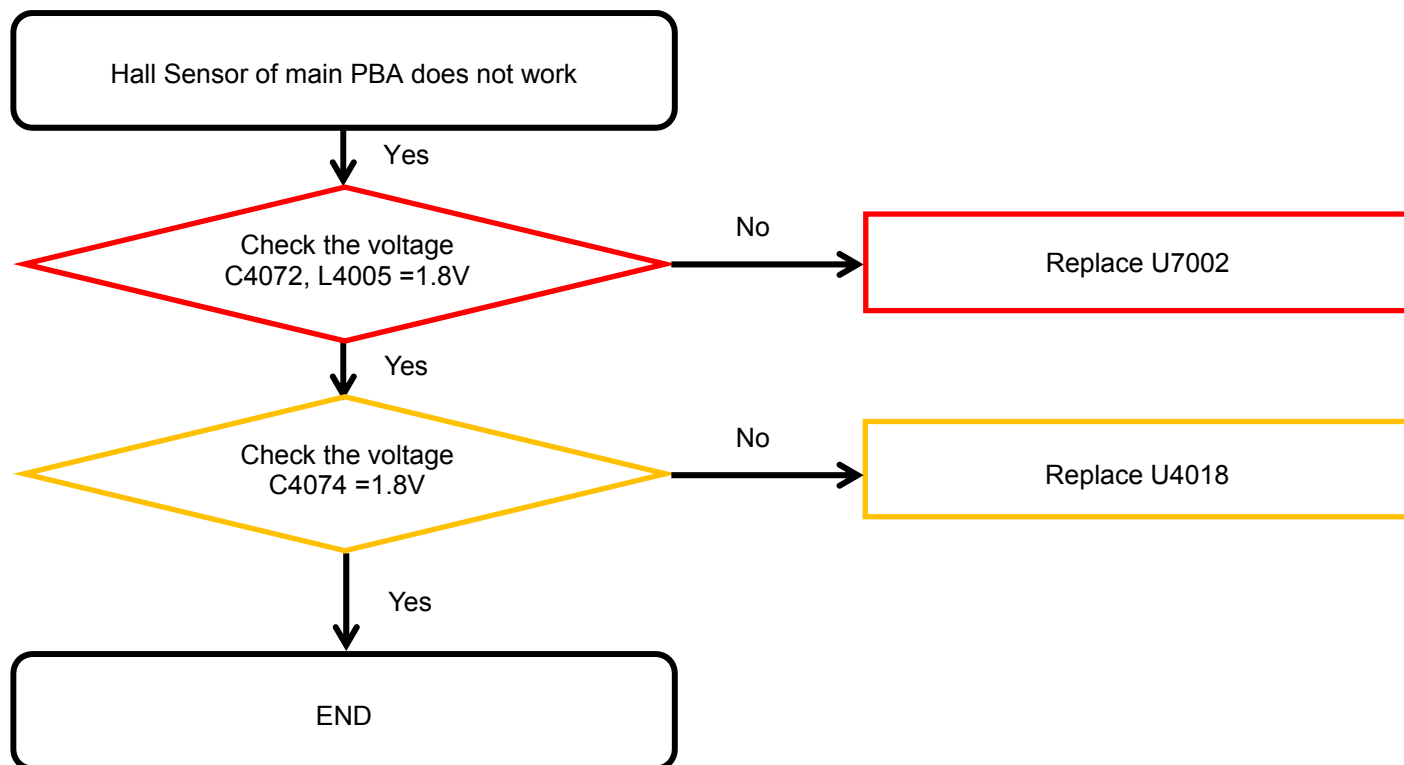 Hall Sensor of main PBA does not work
Yes
Check the voltage
C4072, L4005 =1.8V
No
Replace U7002
Yes
Check the voltage
C4074 =1.8V
No
Replace U4018
Yes
END